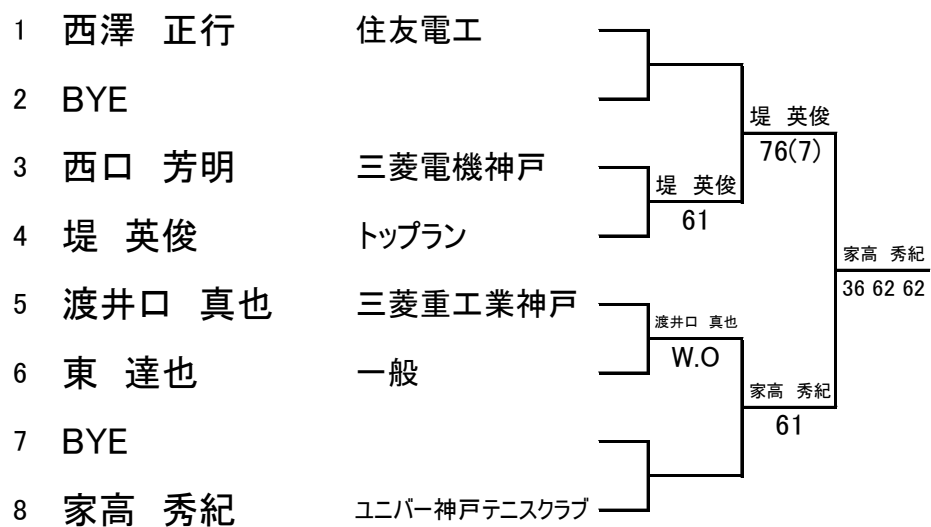 1 西澤 正行 住友電工
2 BYE
堤 英俊
76(7)
3 西口 芳明 三菱電機神戸
堤 英俊
61
4 堤 英俊 トップラン
家高 秀紀
36 62 62
5 渡井口 真也 三菱重工業神戸
渡井口 真也
W.O
6 東 達也 一般
家高 秀紀
61
7 BYE
8 家高 秀紀 ユニバー神戸テニスクラブ